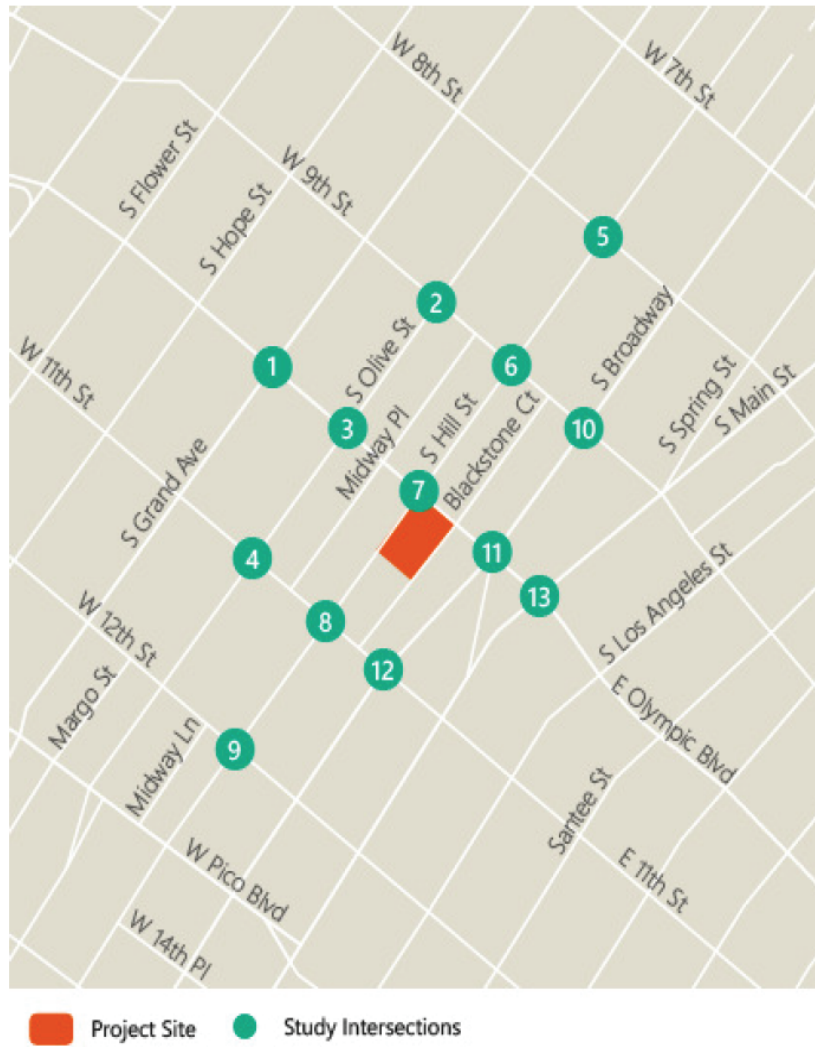 W 8th St
W 7th St
S Flower St
W 9th St
S Hope St
5
2
S Broadway
1
S Olive St
6
W 11th St
S Spring St
S Main St
3
Midway Pl
S Hill St
Blackstone Ct
10
S Grand Ave
7
11
4
13
8
S Los Angeles St
W 12th St
12
E Olympic Blvd
Margo St
Midway Ln
9
Santee St
W Pico Blvd
E 11th St
W 14th Pl
Project Site
Study Intersections